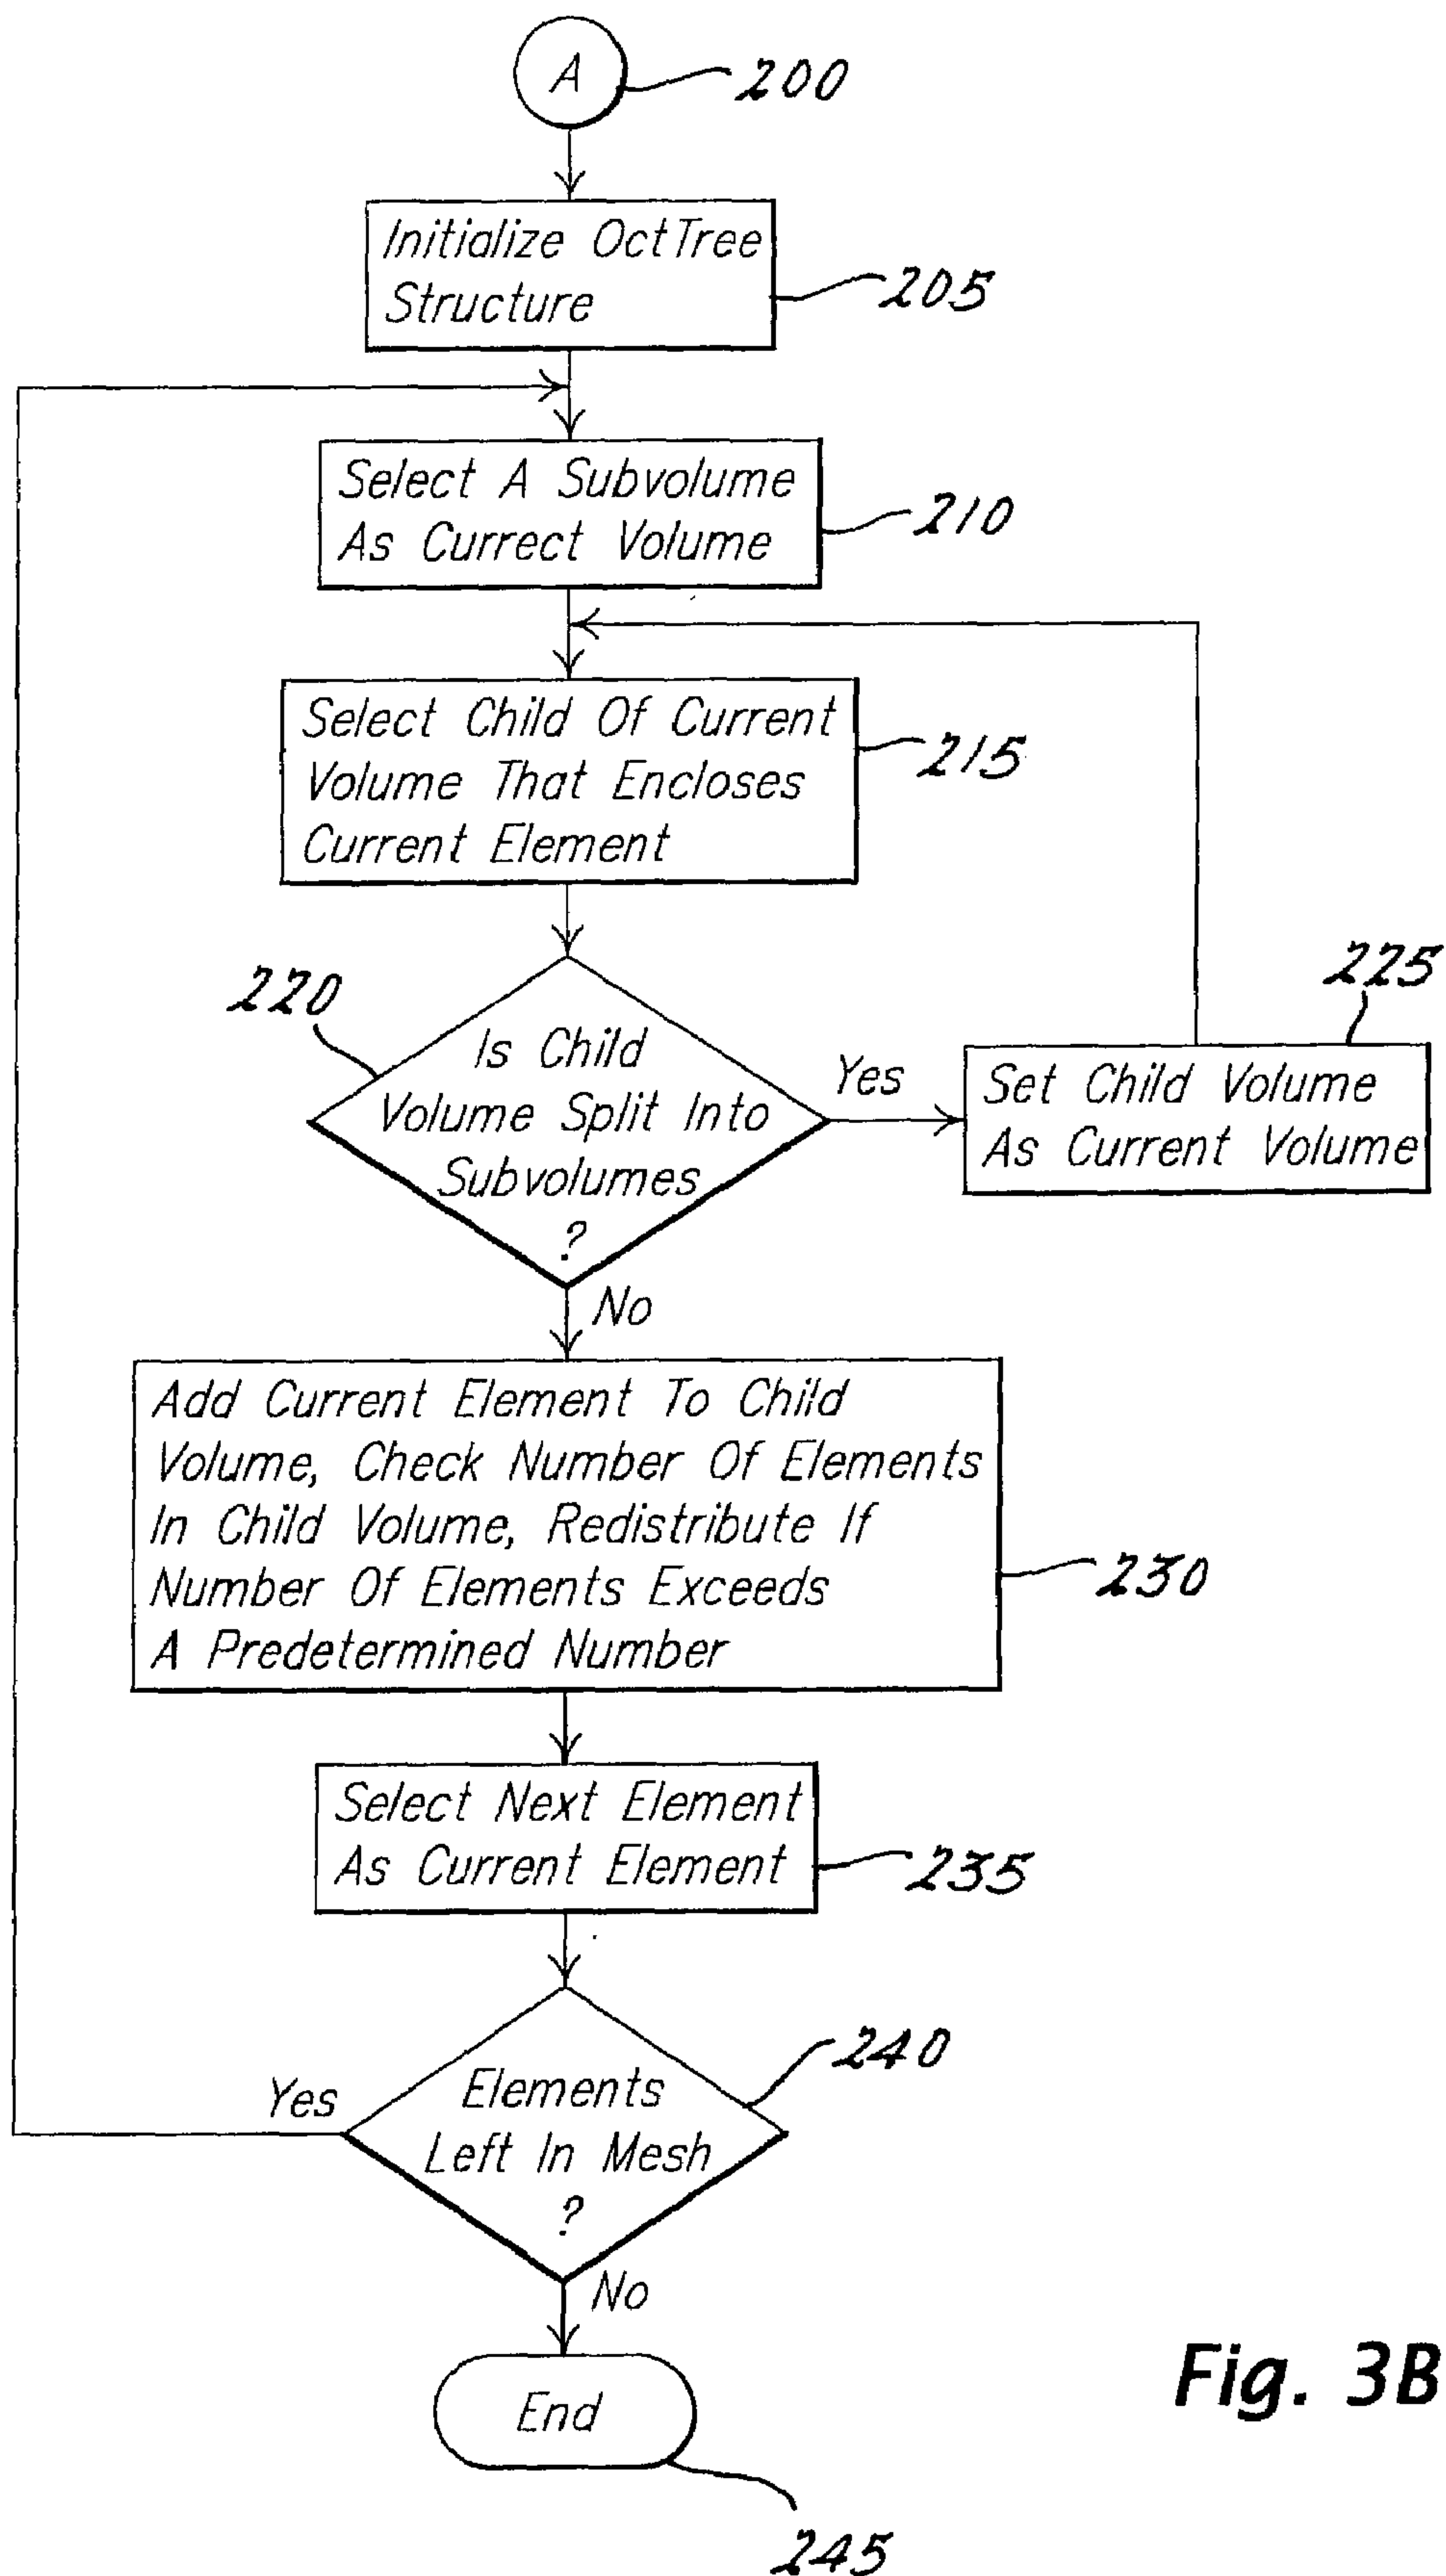 A
200
Initialize OctTree
Structure
205
Select A Subvolume
As Currect Volume
210
Select Child Of Current
Volume That Encloses
Current Element
215
220
Is Child
Volume Split Into
Subvolumes
?
Yes
225
Set Child Volume
As Current Volume
No
Add Current Element To Child
Volume, Check Number Of Elements
In Child Volume, Redistribute If
Number Of Elements Exceeds
A Predetermined Number
230
Select Next Element
As Current Element
235
240
Yes
Elements
Left In Mesh
?
No
End
245
Fig. 3B